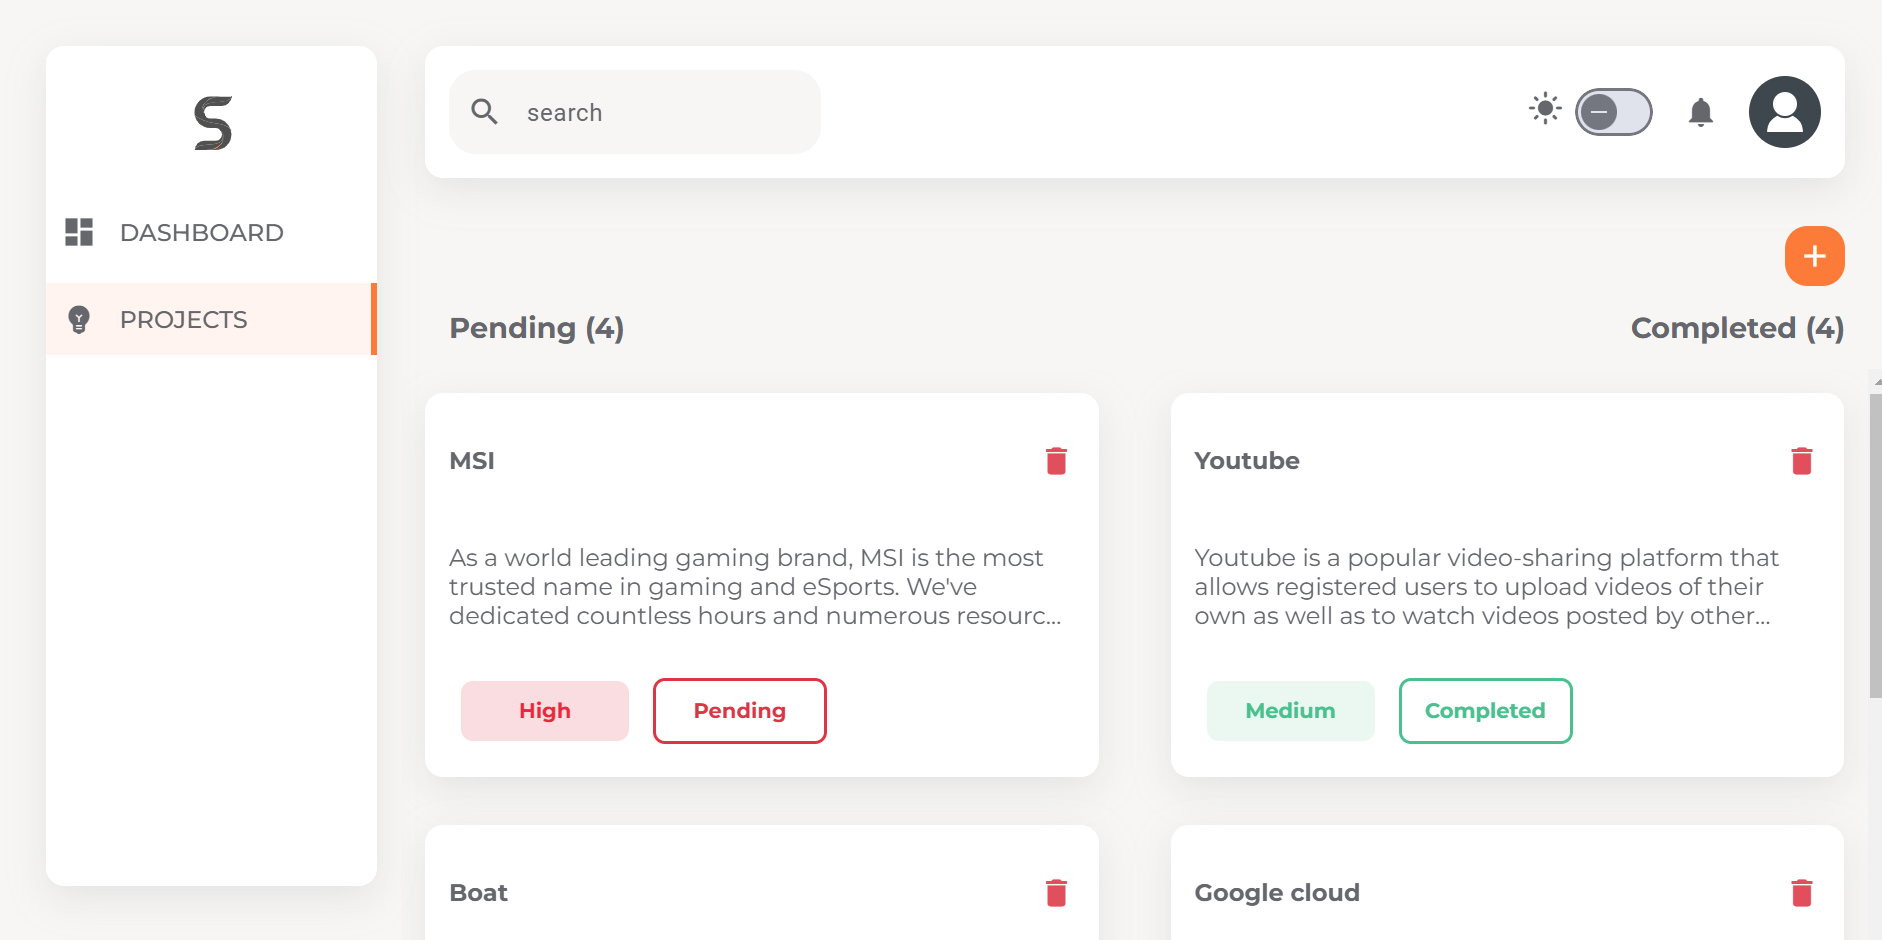 S
search
DASHBOARD
PROJECTS
Pending (4)
Completed (4)
MSI
As a world leading gaming brand, MSI is the most
trusted name in gaming and eSports. We've
dedicated countless hours and numerous resourc...
High
Pending
Youtube
Youtube is a popular video-sharing platform that
allows registered users to upload videos of their
own as well as to watch videos posted by other...
Medium
Completed
Boat
Google cloud